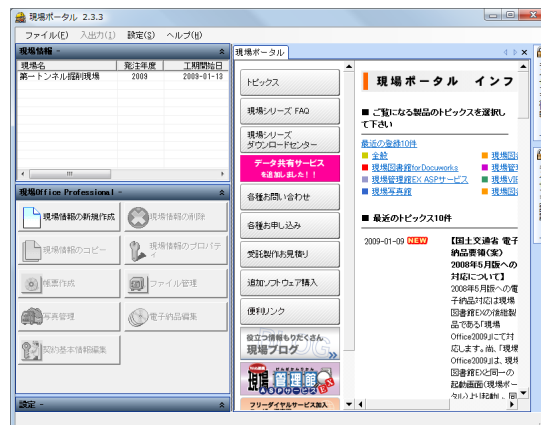 現場ポータル 2.3.3
ファイル(F) 入出力(I) 設定(S) ヘルプ(H)
現場情報 -
現場名 発注年度 工期開始日
第一トンネル掘削現場 2009 2009-01-13
現場Office Professional -
現場情報の新規作成
現場情報の削除
現場情報のコピー
現場情報のプロパティ
帳票作成
ファイル管理
写真管理
電子納品編集
契約基本情報編集
設定 -
現場ポータル
トピックス
現場シリーズ FAQ
現場シリーズ
ダウンロードセンター
データ共有サービス
を追加しました!!
各種お問い合わせ
各種お申し込み
受託製作お見積り
追加ソフトウェア購入
便利リンク
役立つ情報もりだくさん
現場ブログ
現場管理館EX
ASPサービス
フリーダイヤルサービス加入
現場ポータル インフ
■ ご覧になる製品のトピックスを選択し
て下さい
最近の登録10件
全般
現場図書館forDocuworks
現場管理館EX ASPサービス
現場写真館
■ 最近のトピックス10件
2009-01-09 NEW
【国土交通省 電子
納品要領(案)
2008年5月版への
対応について】
2008年5月版への電
子納品対応は現場
図書館EXの後継製
品である「現場
Office2009」にて対
応します。尚、「現場
Office2009」は、現場
図書館EXと同一の
起動画面(現場ポー
タル)より起動し、同